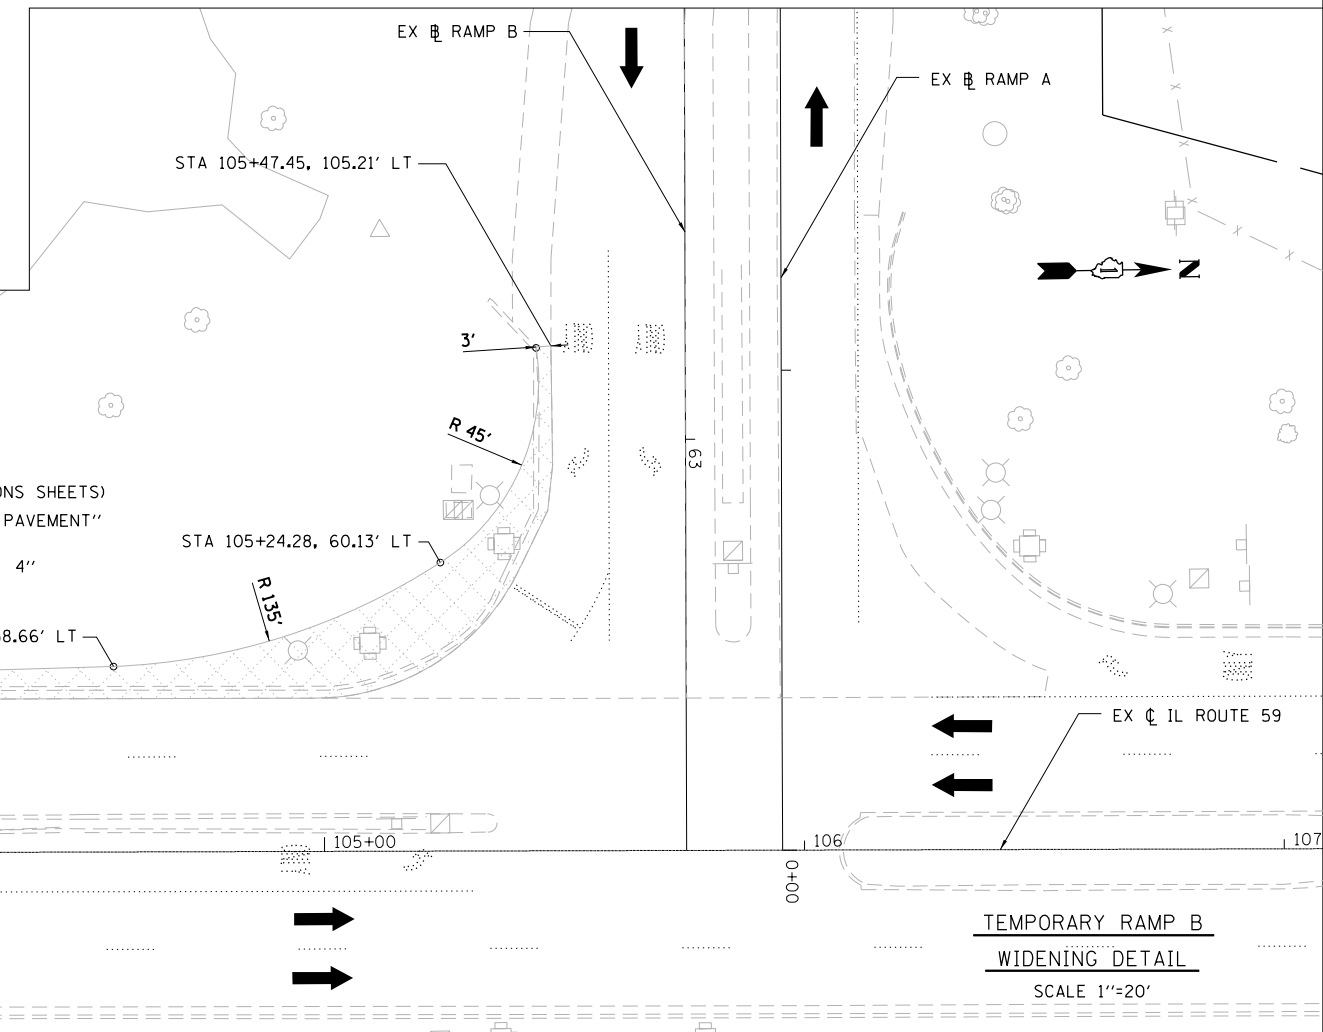 EX ⅊ RAMP B
EX ⅊ RAMP A
STA 105+47.45, 105.21' LT
N
3'
R 45'
63
ONS SHEETS)
PAVEMENT"
STA 105+24.28, 60.13' LT
4"
R 135'
8.66' LT
EX ℄ IL ROUTE 59
105+00
106
107
0+00
TEMPORARY RAMP B
WIDENING DETAIL
SCALE 1"=20'